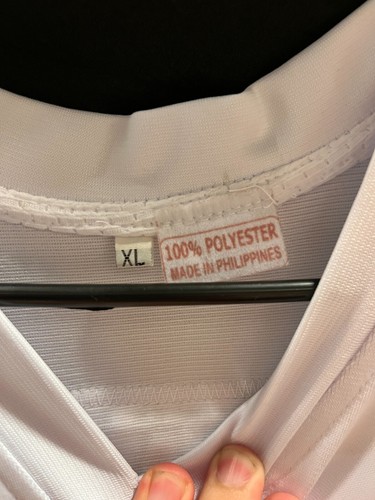 XL
100% POLYESTER
MADE IN PHILIPPINES